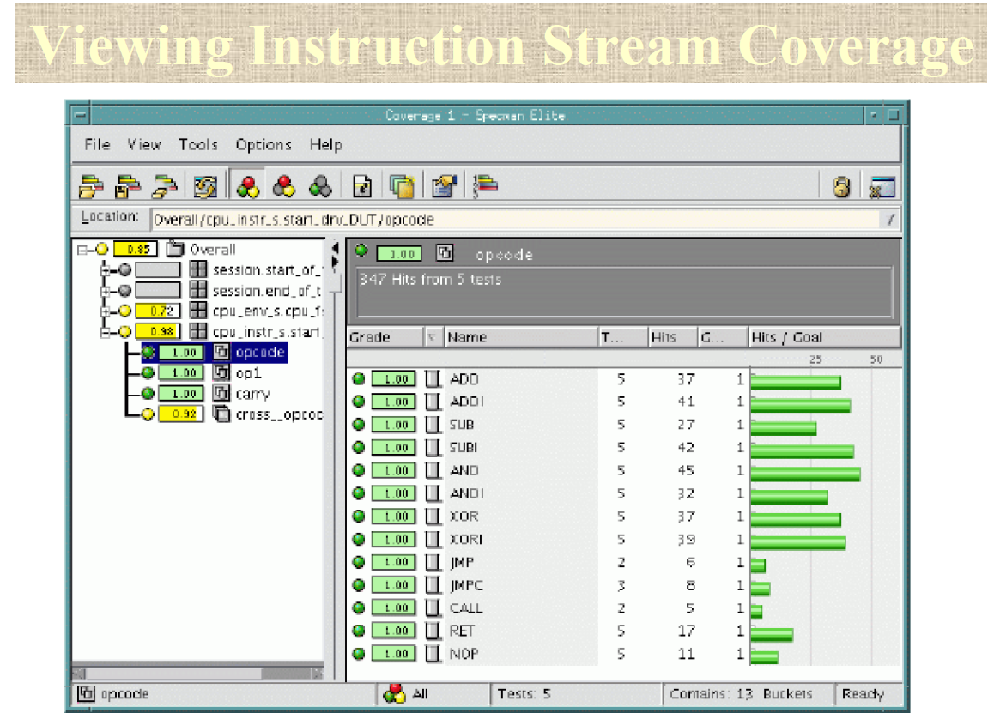 Viewing Instruction Stream Coverage
Coverage 1 - Specman Elite
File View Tools Options Help
Location: Overall/cpu_instr_s.start_drv_DUT/opcode
0.85 Overall
session.start_of_
session.end_of_t
0.72 cpu_env_s.cpu_f
0.98 cpu_instr_s.start
1.00 opcode
1.00 op1
1.00 carry
0.92 cross__opcod
1.00 opcode
347 Hits from 5 tests
Grade Name T... Hits G... Hits / Goal
25 50
1.00 ADD 5 37 1
1.00 ADDI 5 41 1
1.00 SUB 5 27 1
1.00 SUBI 5 42 1
1.00 AND 5 45 1
1.00 ANDI 5 32 1
1.00 XOR 5 37 1
1.00 XORI 5 39 1
1.00 JMP 2 6 1
1.00 JMPC 3 8 1
1.00 CALL 2 5 1
1.00 RET 5 17 1
1.00 NOP 5 11 1
opcode All Tests: 5 Contains: 13 Buckets Ready